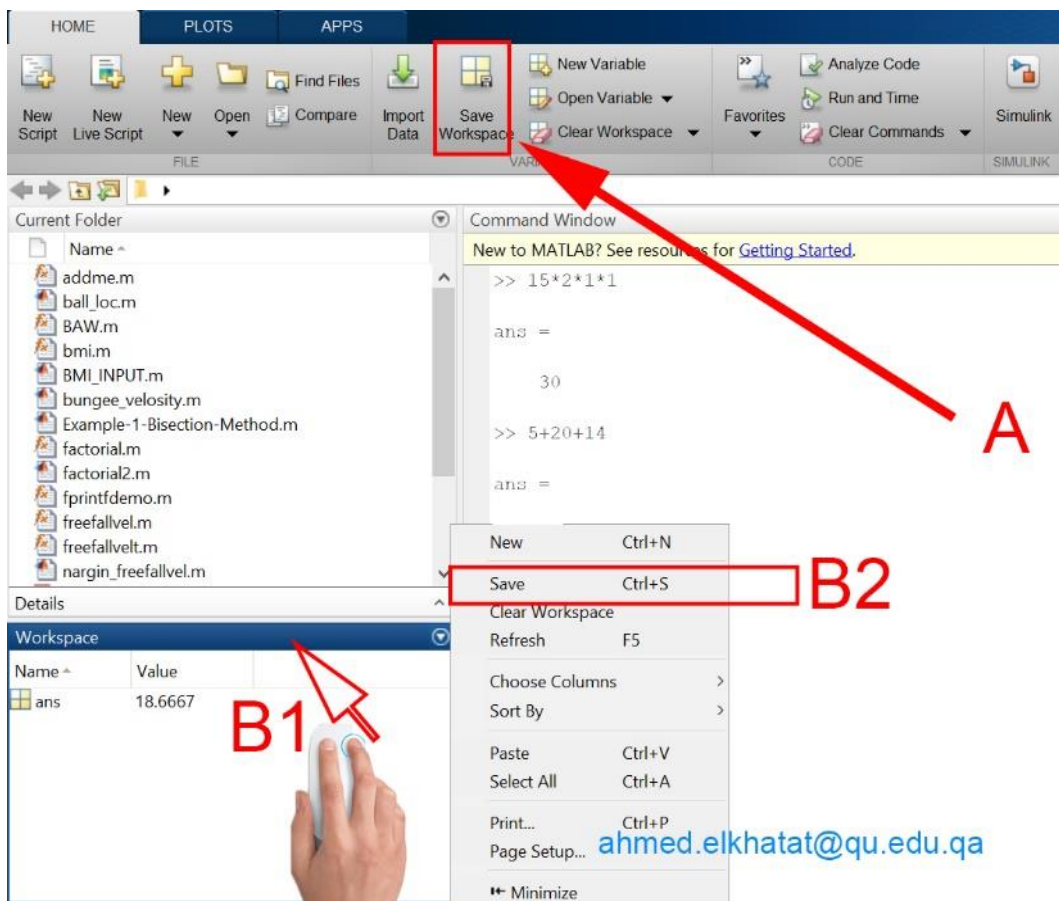 HOME PLOTS APPS
New Script
New Live Script
New
Open
Find Files
Compare
Import Data
Save Workspace
New Variable
Open Variable
Clear Workspace
Favorites
Analyze Code
Run and Time
Clear Commands
Simulink
FILE
CODE SIMULINK
Current Folder
Name
addme.m
ball_loc.m
BAW.m
bmi.m
BMI_INPUT.m
bungee_velosity.m
Example-1-Bisection-Method.m
factorial.m
factorial2.m
fprintfdemo.m
freefallvel.m
freefallvelt.m
nargin_freefallvel.m
Details
Workspace
Name Value
ans 18.6667
Command Window
New to MATLAB? See resources for Getting Started.
>> 15*2*1*1
ans =
30
>> 5+20+14
ans =
A
New Ctrl+N
Save Ctrl+S
Clear Workspace
Refresh F5
Choose Columns >
Sort By >
Paste Ctrl+V
Select All Ctrl+A
Print... Ctrl+P
Page Setup...
Minimize
B1
B2
ahmed.elkhatat@qu.edu.qa